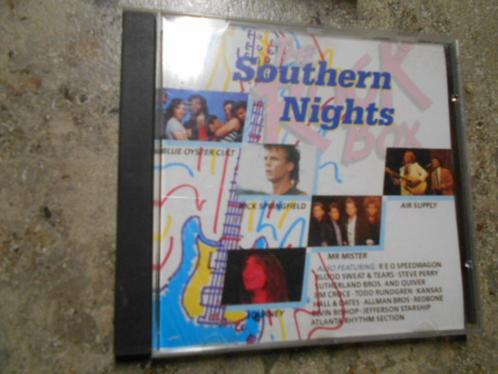 THE
ROCK
BOX
Southern
Nights
BLUE OYSTER CULT
RICK SPRINGFIELD
AIR SUPPLY
MR MISTER
JOURNEY
ALSO FEATURING: R E O SPEEDWAGON
BLOOD SWEAT & TEARS · STEVE PERRY
SUTHERLAND BROS. AND QUIVER
JIM CROCE · TODD RUNDGREN · KANSAS
HALL & OATES · ALLMAN BROS · REDBONE
ELVIN BISHOP · JEFFERSON STARSHIP
ATLANTA RHYTHM SECTION